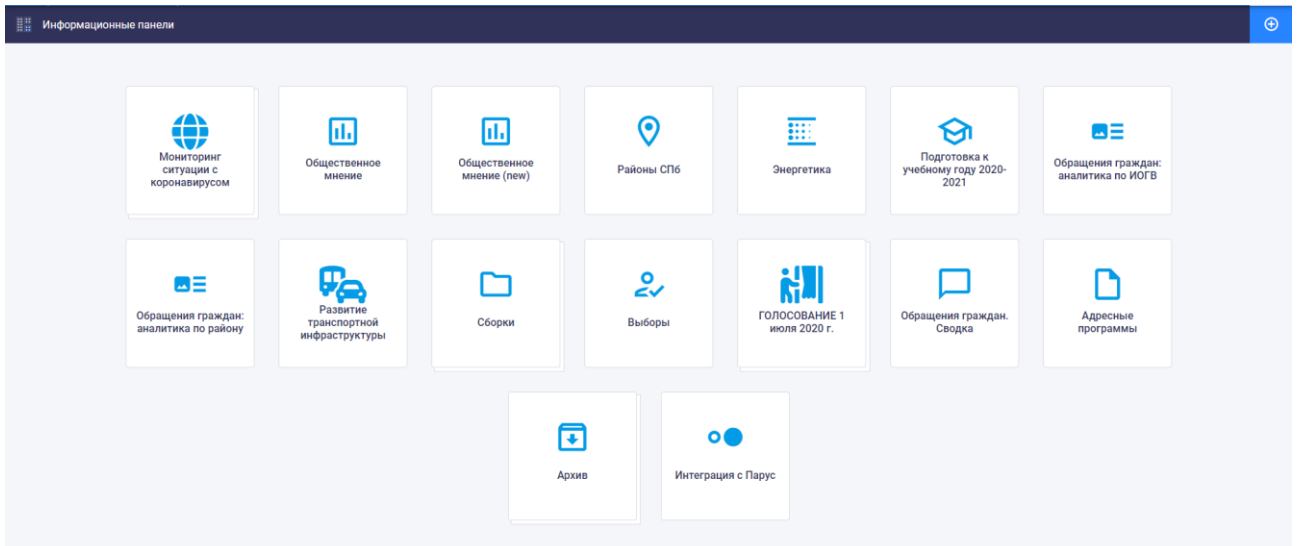 Информационные панели
Мониторинг
ситуации с
коронавирусом
Общественное
мнение
Общественное
мнение (new)
Районы СПб
Энергетика
Подготовка к
учебному году 2020-
2021
Обращения граждан:
аналитика по ИОГВ
Обращения граждан:
аналитика по району
Развитие
транспортной
инфраструктуры
Сборки
Выборы
ГОЛОСОВАНИЕ 1
июля 2020 г.
Обращения граждан.
Сводка
Адресные
программы
Архив
Интеграция с Парус